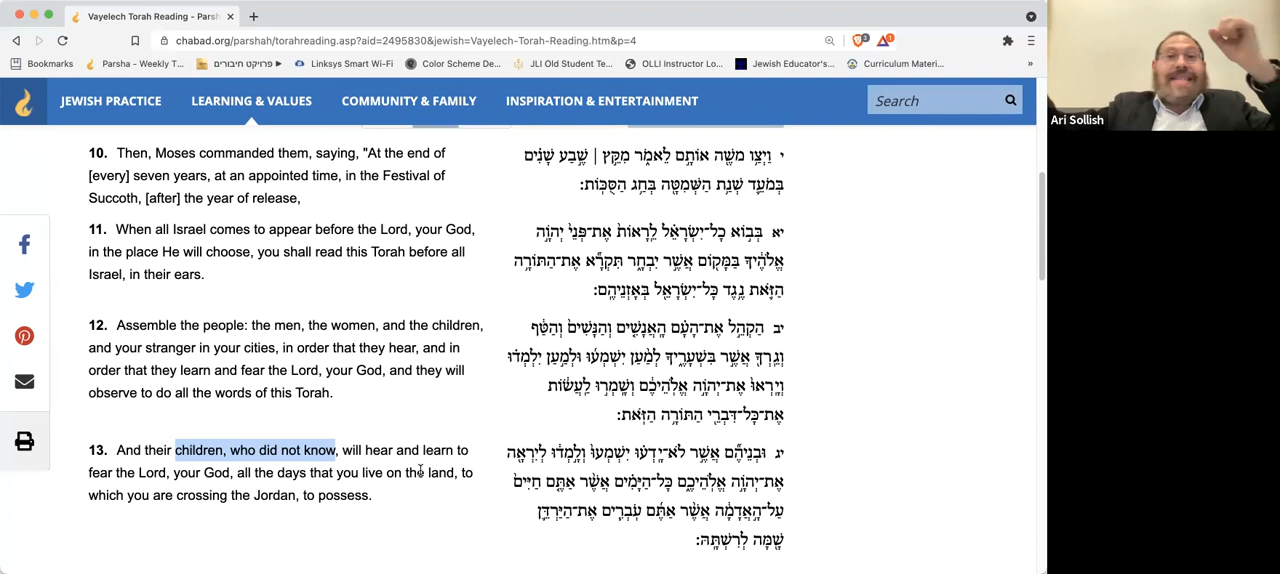 Vayelech Torah Reading - Parsh
chabad.org/parshah/torahreading.asp?aid=2495830&jewish=Vayelech-Torah-Reading.htm&p=4
3
1
Bookmarks
Parsha - Weekly T...
פרויקט חיבורים
Linksys Smart Wi-Fi
Color Scheme De...
JLI Old Student Te...
OLLI Instructor Lo...
Jewish Educator's...
Curriculum Materi...
»
JEWISH PRACTICE
LEARNING & VALUES
COMMUNITY & FAMILY
INSPIRATION & ENTERTAINMENT
Search
Ari Sollish
10. Then, Moses commanded them, saying, "At the end of
[every] seven years, at an appointed time, in the Festival of
Succoth, [after] the year of release,
י וַיְצַ֥ו משֶׁ֖ה אוֹתָ֣ם לֵאמֹ֑ר מִקֵּ֣ץ | שֶׁ֣בַע שָׁנִ֗ים
בְּמֹעֵ֛ד שְׁנַ֥ת הַשְּׁמִטָּ֖ה בְּחַ֥ג הַסֻּכּֽוֹת:
11. When all Israel comes to appear before the Lord, your God,
in the place He will choose, you shall read this Torah before all
Israel, in their ears.
יא בְּב֣וֹא כָל־יִשְׂרָאֵ֗ל לֵֽרָאוֹת֙ אֶת־פְּנֵי֙ יְהֹוָ֣ה
אֱלֹהֶ֔יךָ בַּמָּק֖וֹם אֲשֶׁ֣ר יִבְחָ֑ר תִּקְרָ֞א אֶת־הַתּוֹרָ֥ה
הַזֹּ֛את נֶ֥גֶד כָּל־יִשְׂרָאֵ֖ל בְּאָזְנֵיהֶֽם:
12. Assemble the people: the men, the women, and the children,
and your stranger in your cities, in order that they hear, and in
order that they learn and fear the Lord, your God, and they will
observe to do all the words of this Torah.
יב הַקְהֵ֣ל אֶת־הָעָ֗ם הָֽאֲנָשִׁ֤ים וְהַנָּשִׁים֙ וְהַטַּ֔ף
וְגֵֽרְךָ֖ אֲשֶׁ֣ר בִּשְׁעָרֶ֑יךָ לְמַ֨עַן יִשְׁמְע֜וּ וּלְמַ֣עַן יִלְמְד֗וּ
וְיָֽרְאוּ֙ אֶת־יְהֹוָ֣ה אֱלֹֽהֵיכֶ֔ם וְשָֽׁמְר֣וּ לַֽעֲשׂ֔וֹת
אֶת־כָּל־דִּבְרֵ֖י הַתּוֹרָ֥ה הַזֹּֽאת:
13. And their children, who did not know, will hear and learn to
fear the Lord, your God, all the days that you live on the land, to
which you are crossing the Jordan, to possess.
יג וּבְנֵיהֶ֞ם אֲשֶׁ֣ר לֹא־יָֽדְע֗וּ יִשְׁמְעוּ֙ וְלָ֣מְד֔וּ לְיִרְאָ֖ה
אֶת־יְהֹוָ֣ה אֱלֹֽהֵיכֶ֑ם כָּל־הַיָּמִ֗ים אֲשֶׁ֨ר אַתֶּ֤ם חַיִּים֙
עַל־הָ֣אֲדָמָ֔ה אֲשֶׁ֨ר אַתֶּ֜ם עֹֽבְרִ֧ים אֶת־הַיַּרְדֵּ֛ן
שָׁ֖מָּה לְרִשְׁתָּֽהּ: